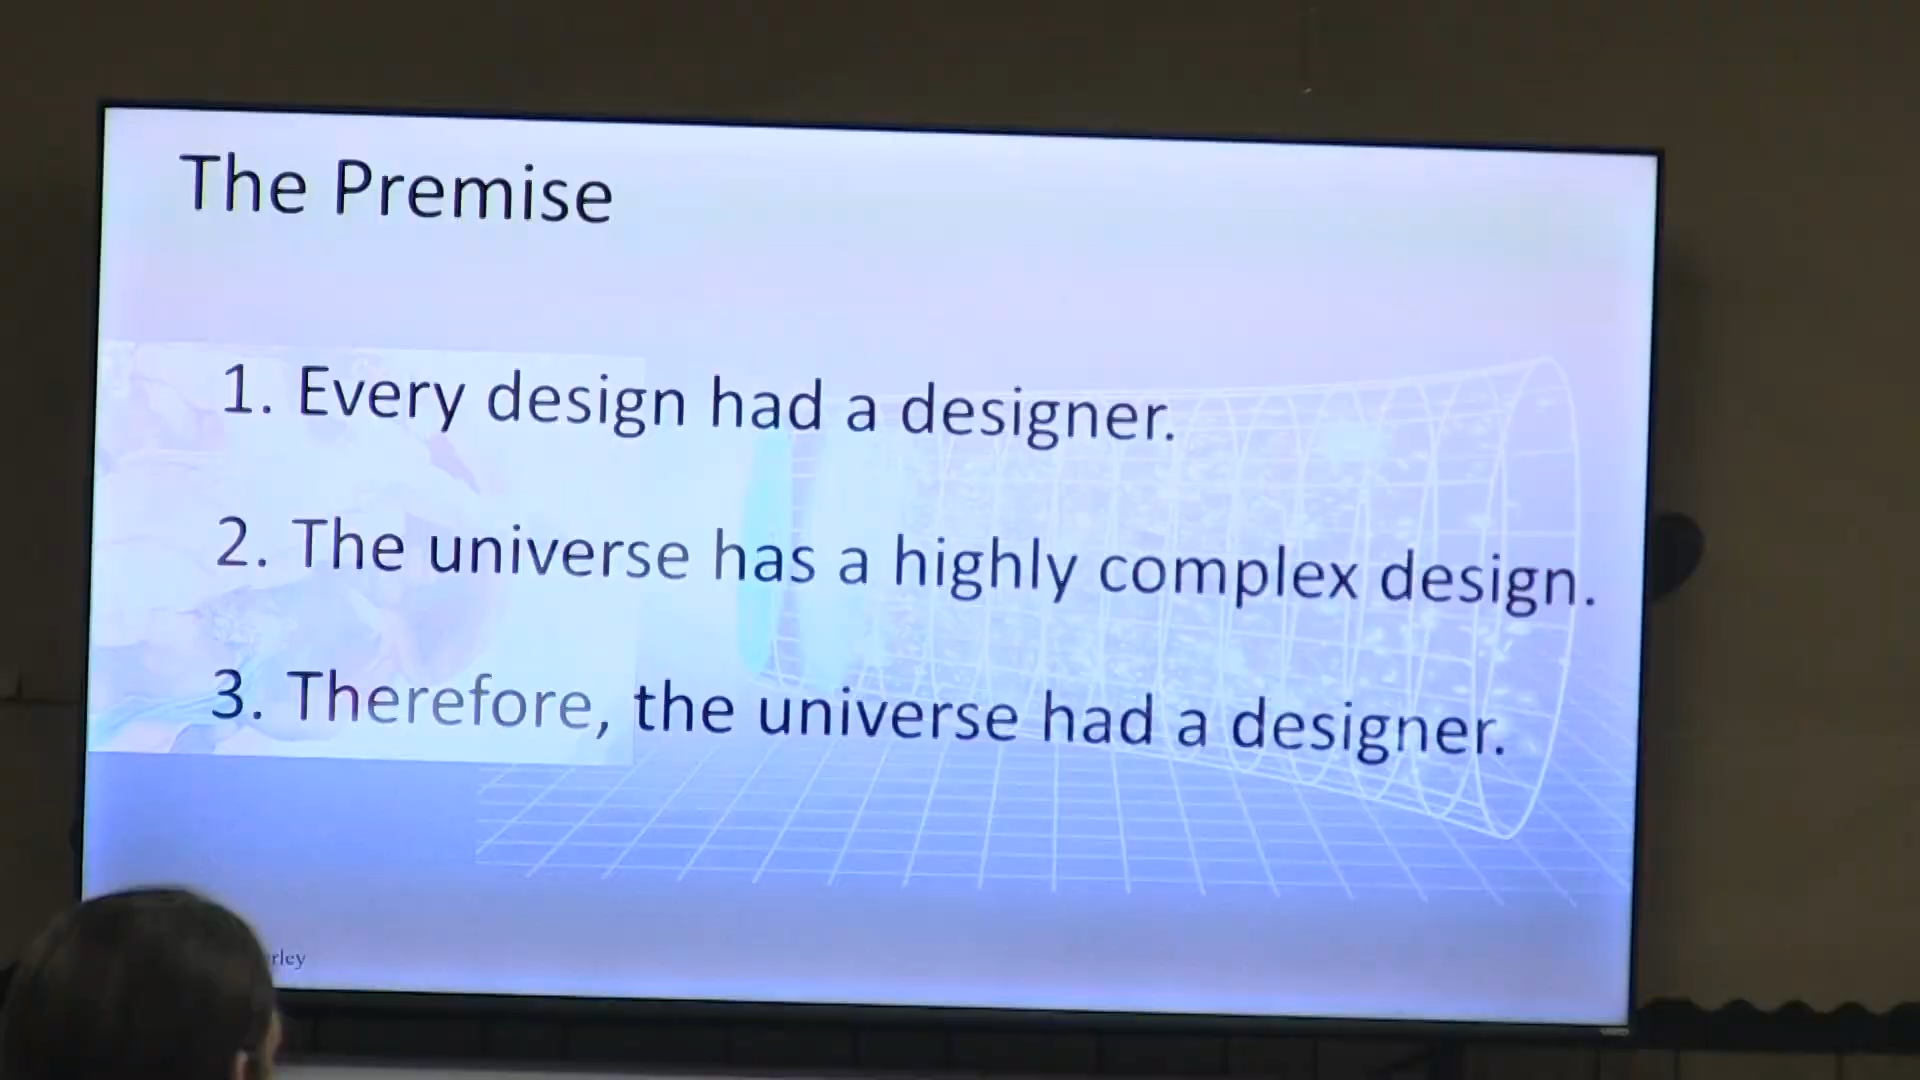 The Premise
1. Every design had a designer.
2. The universe has a highly complex design.
3. Therefore, the universe had a designer.